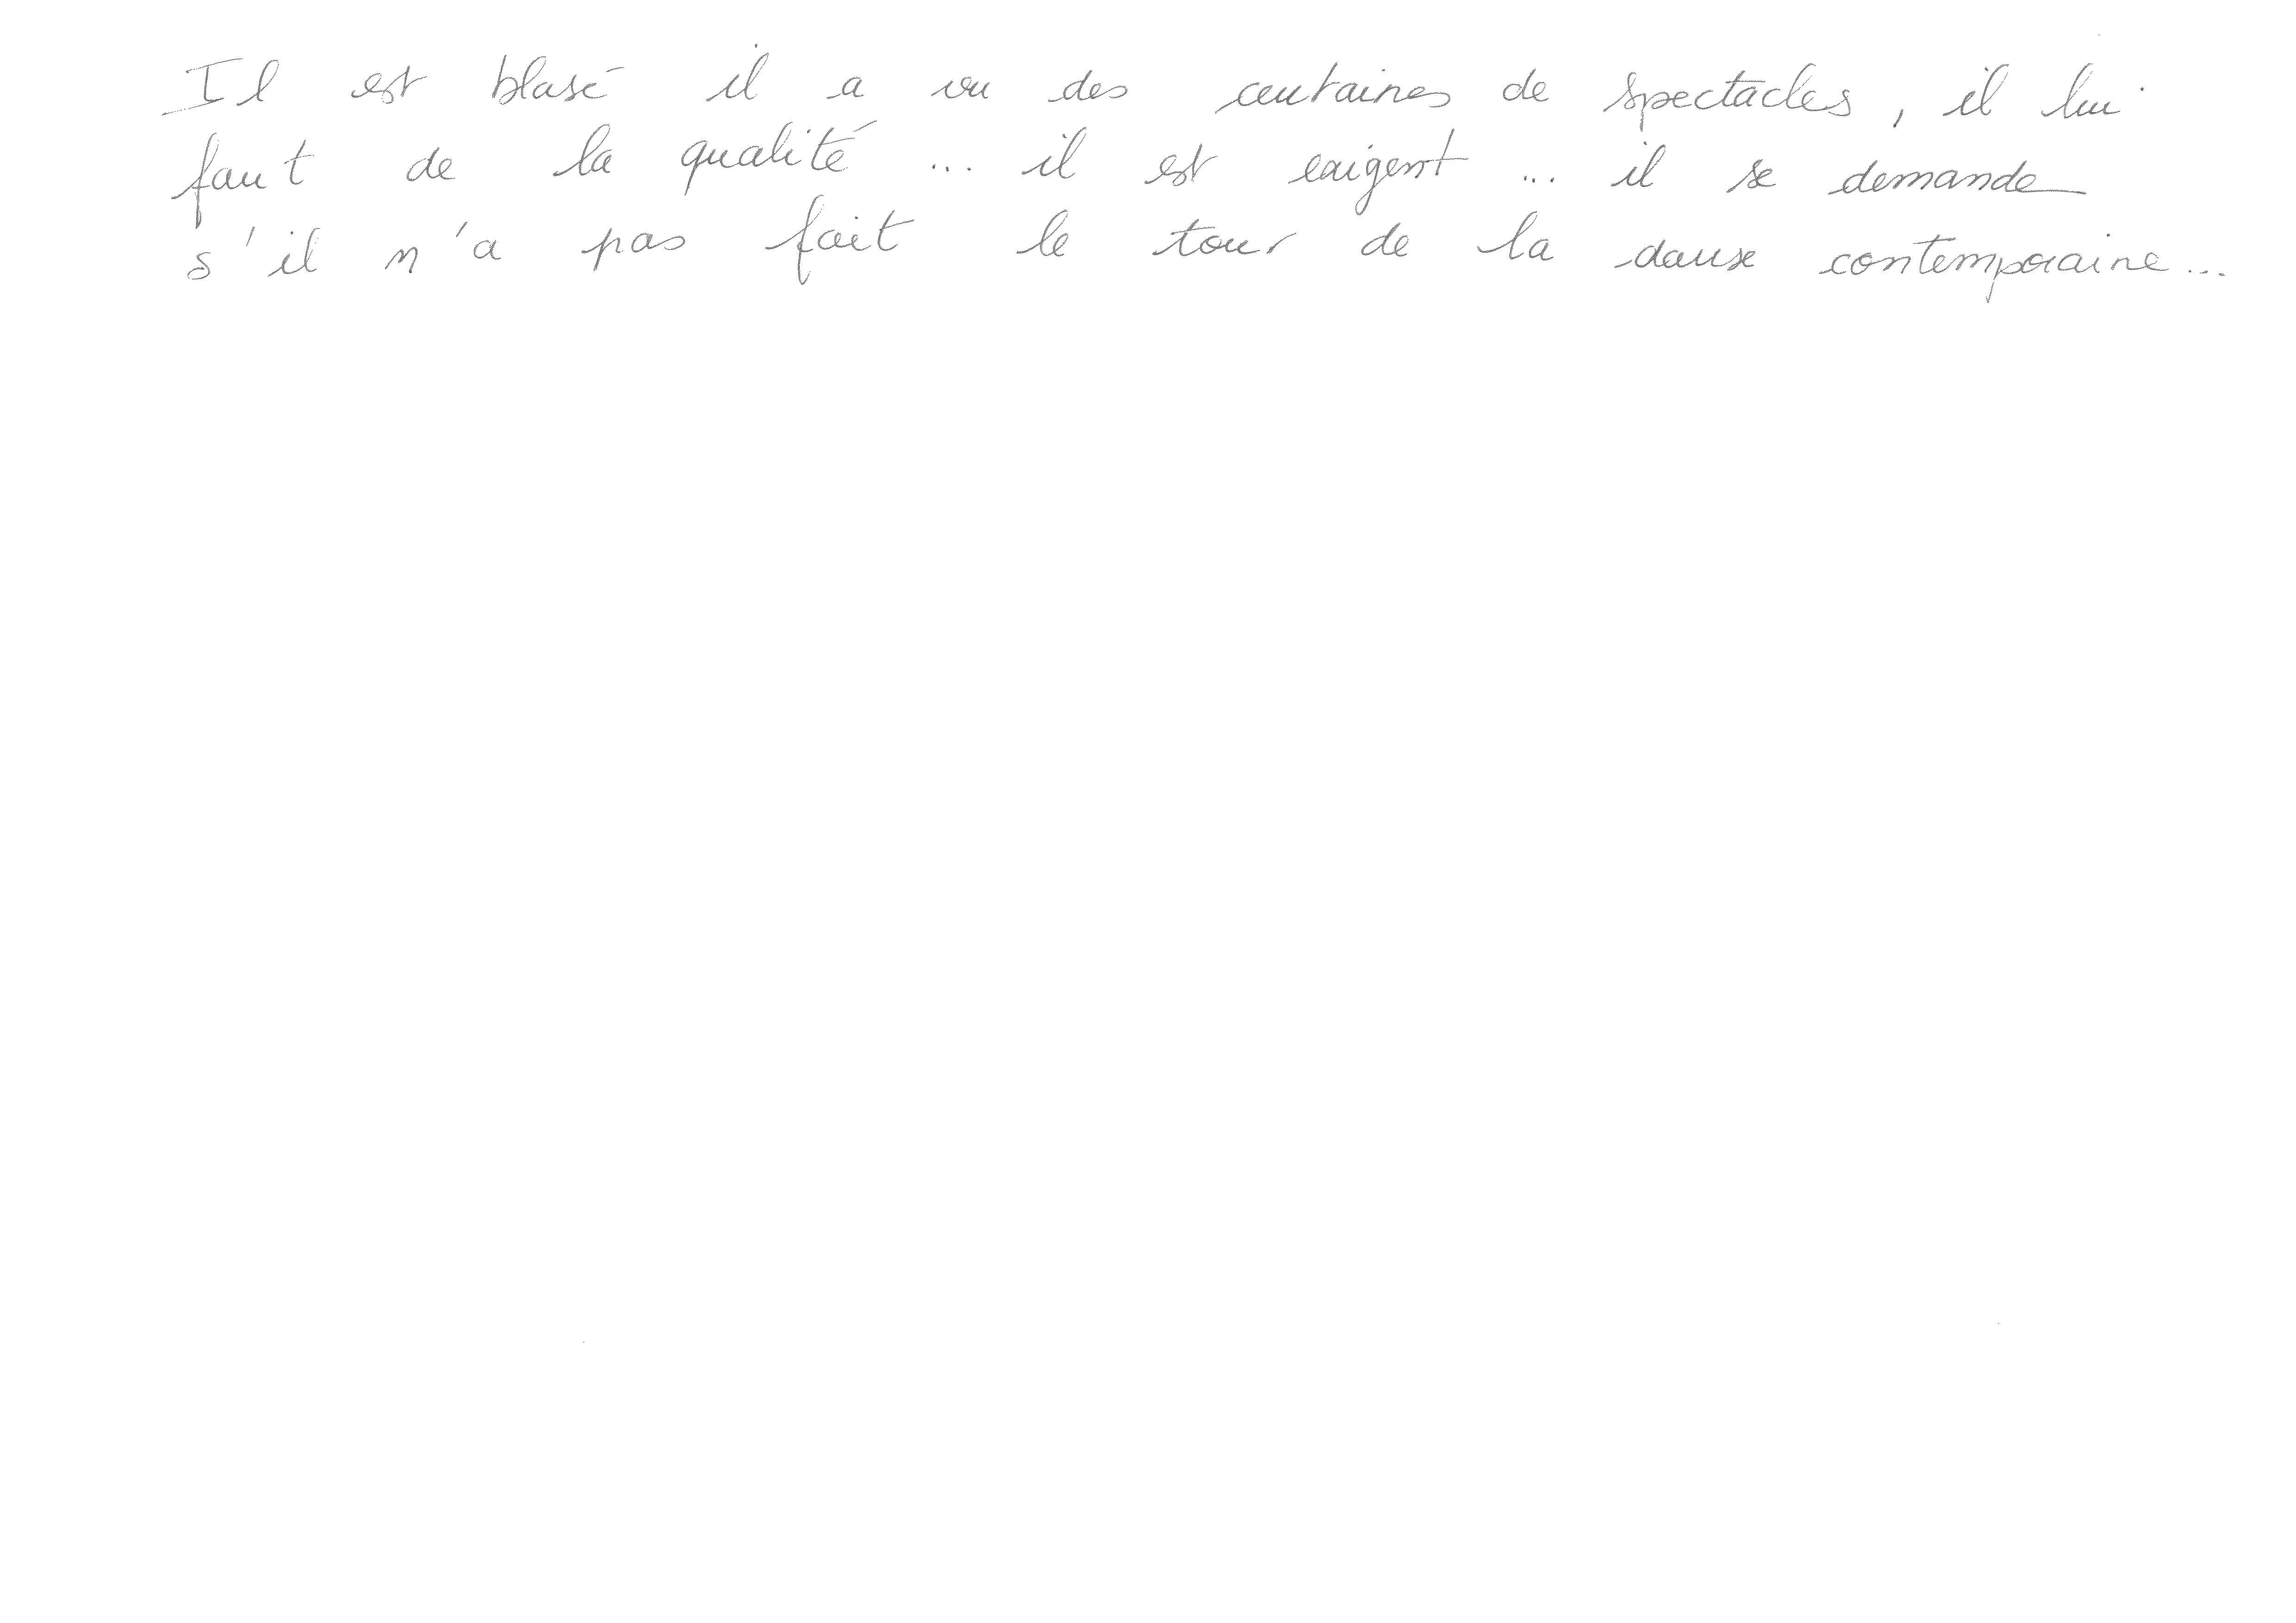 Il est blasé il a vu des centaines de spectacles, il lui
faut de la qualité ... il est exigent ... il se demande
s'il n'a pas fait le tour de la danse contemporaine...